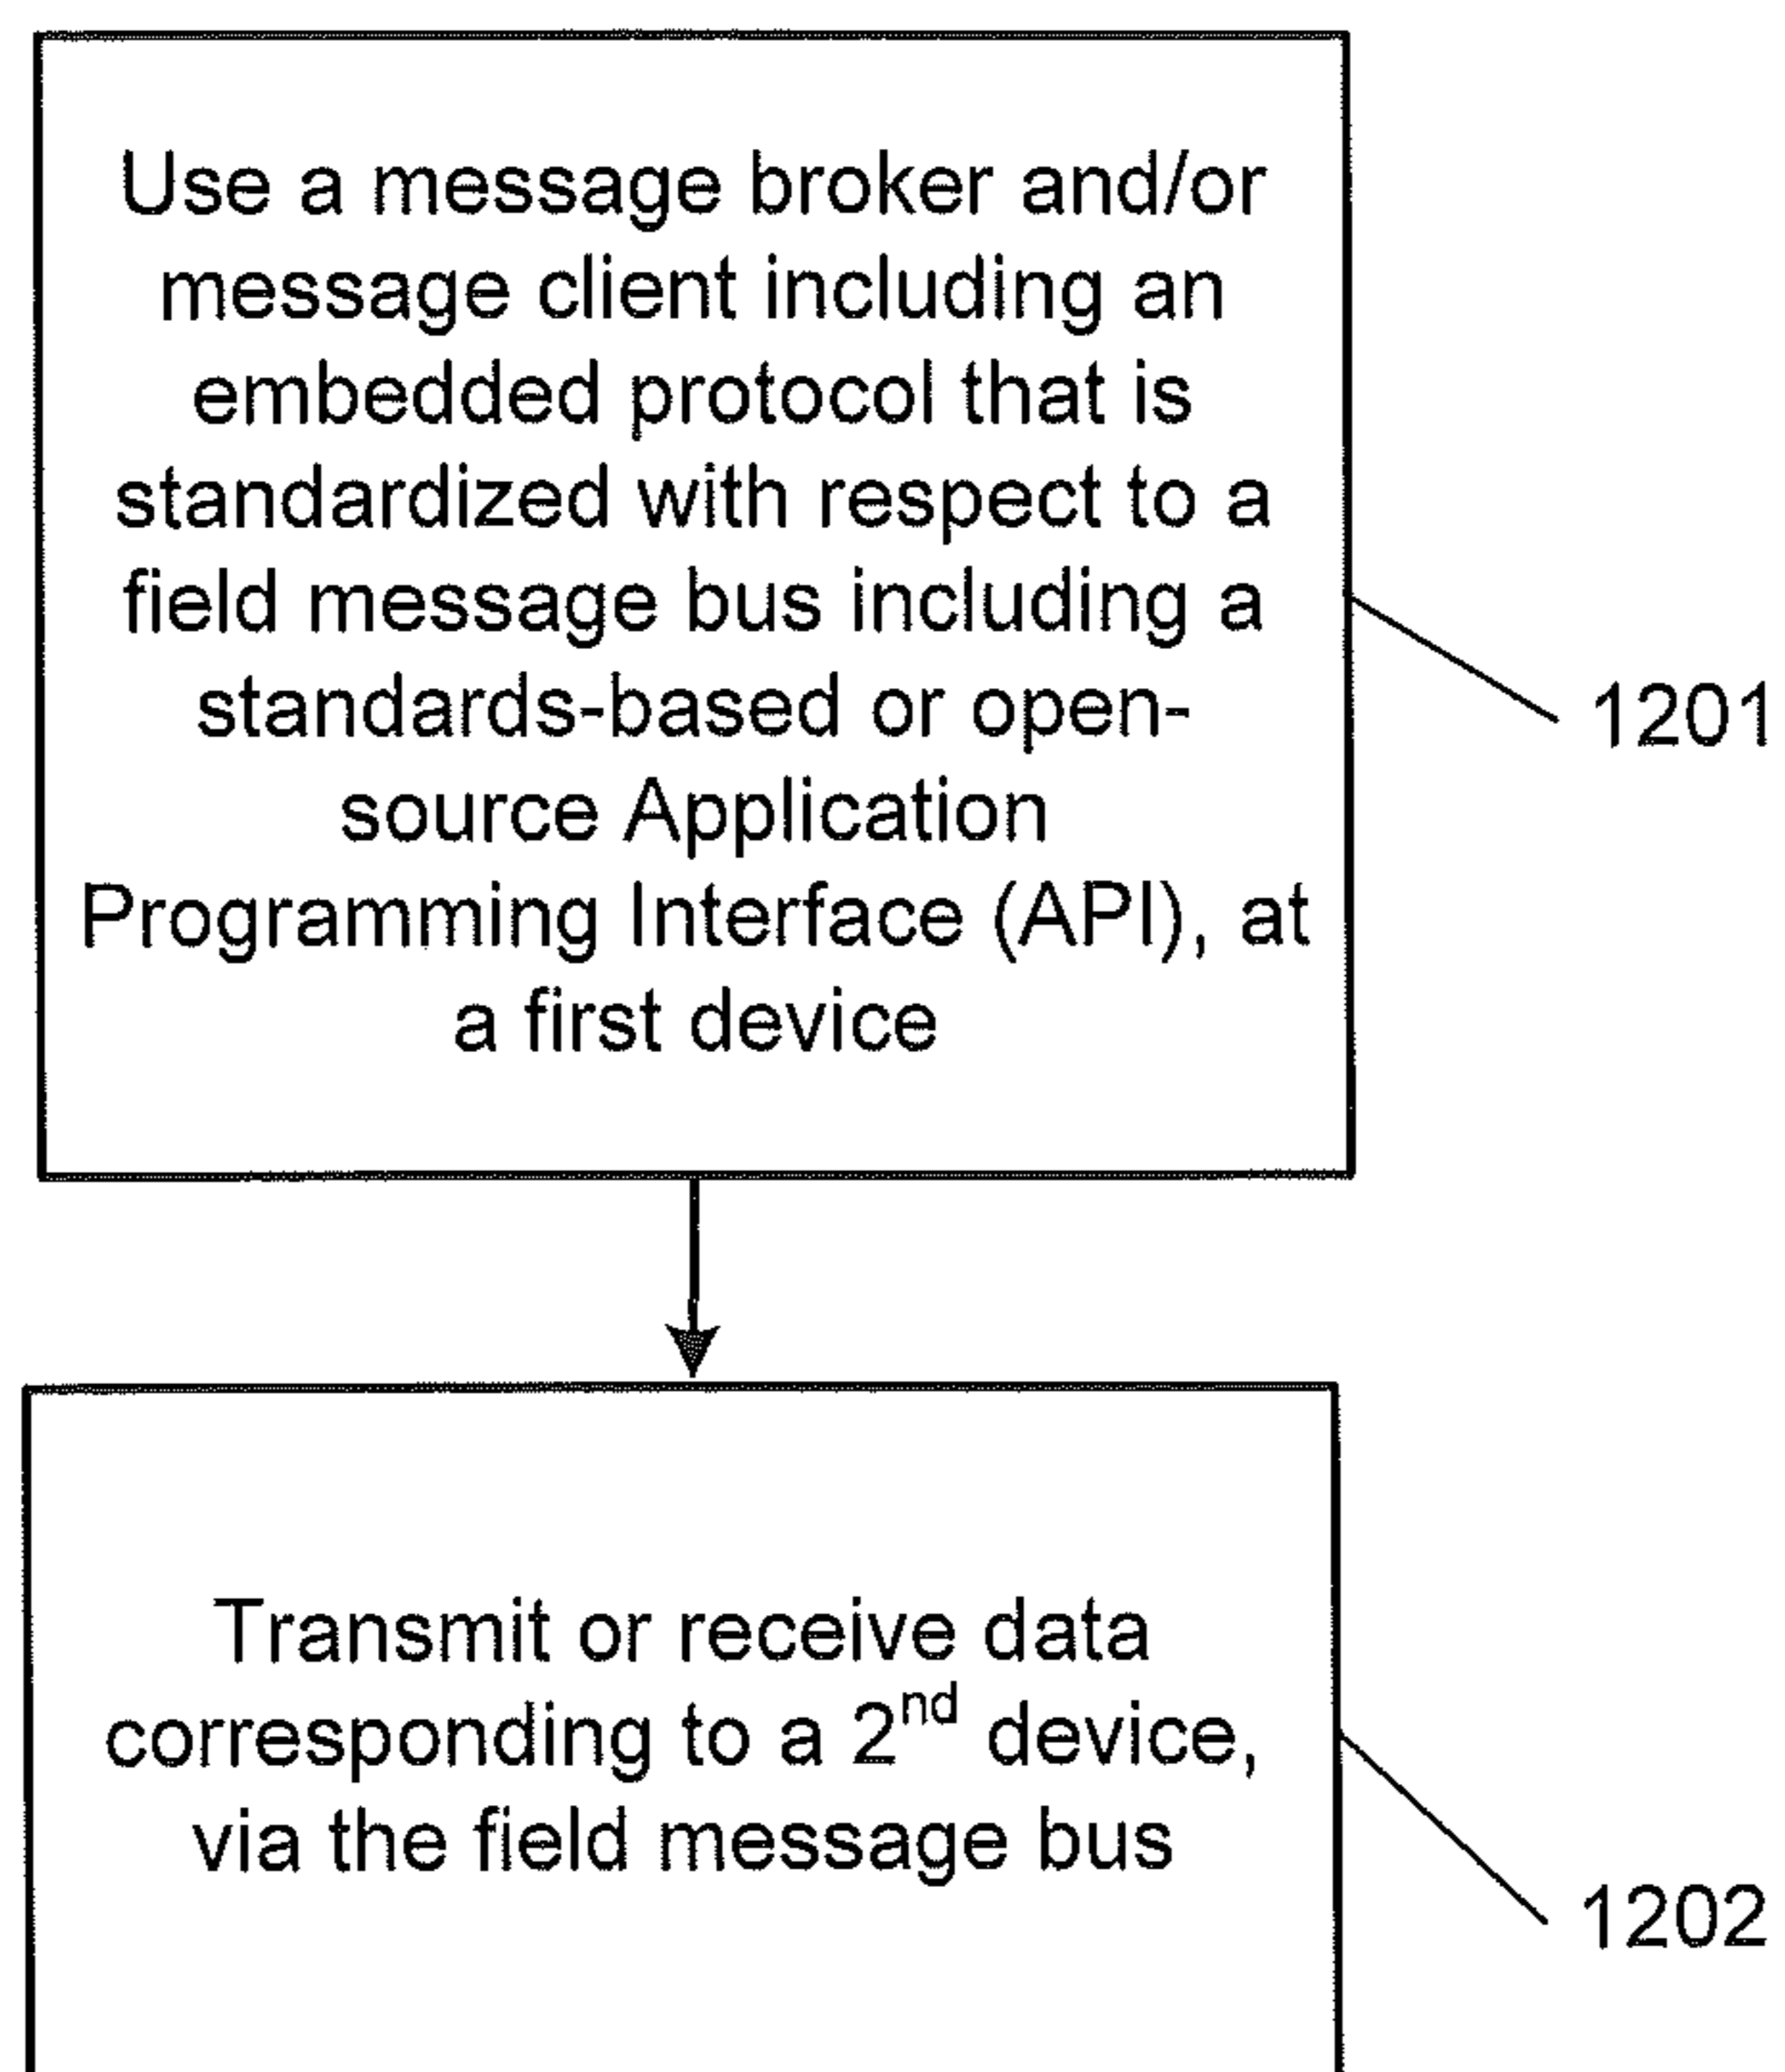 Use a message broker and/or
message client including an
embedded protocol that is
standardized with respect to a
field message bus including a
standards-based or open-
source Application
Programming Interface (API), at
a first device
1201
Transmit or receive data
corresponding to a 2nd device,
via the field message bus
1202